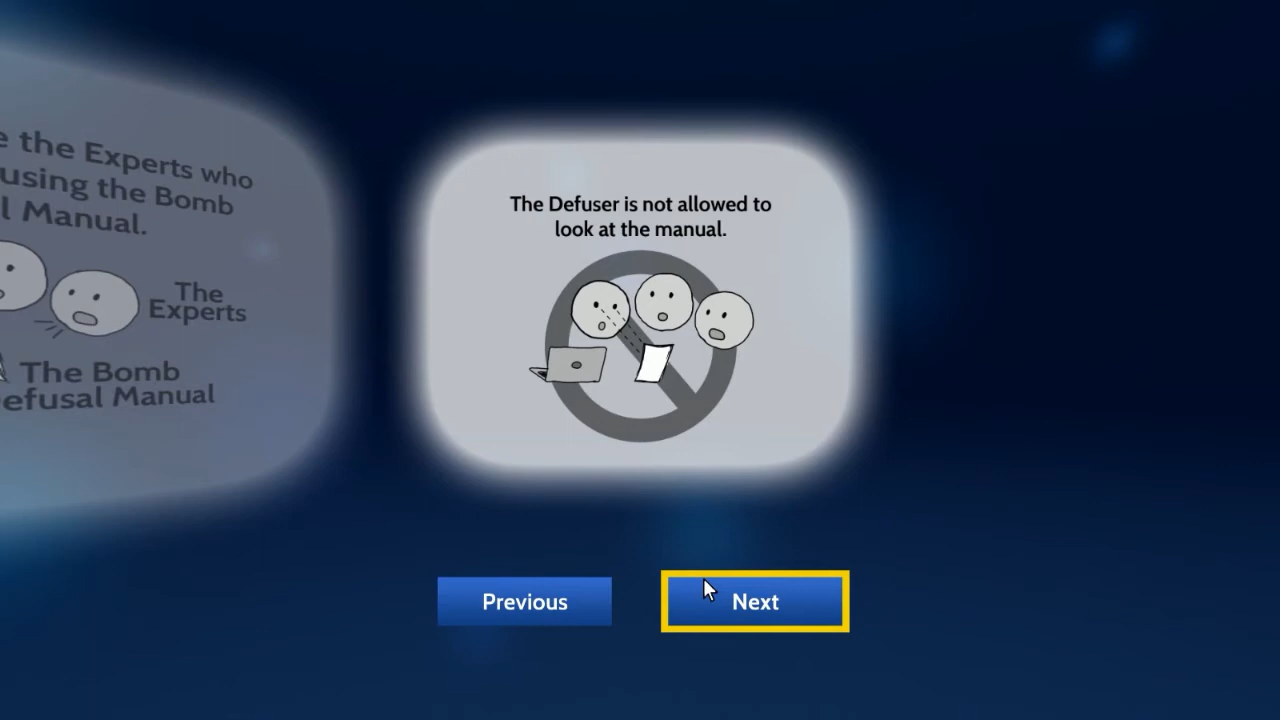 e the Experts who
using the Bomb
l Manual.
The
Experts
The Bomb
efusal Manual
The Defuser is not allowed to
look at the manual.
Previous
Next